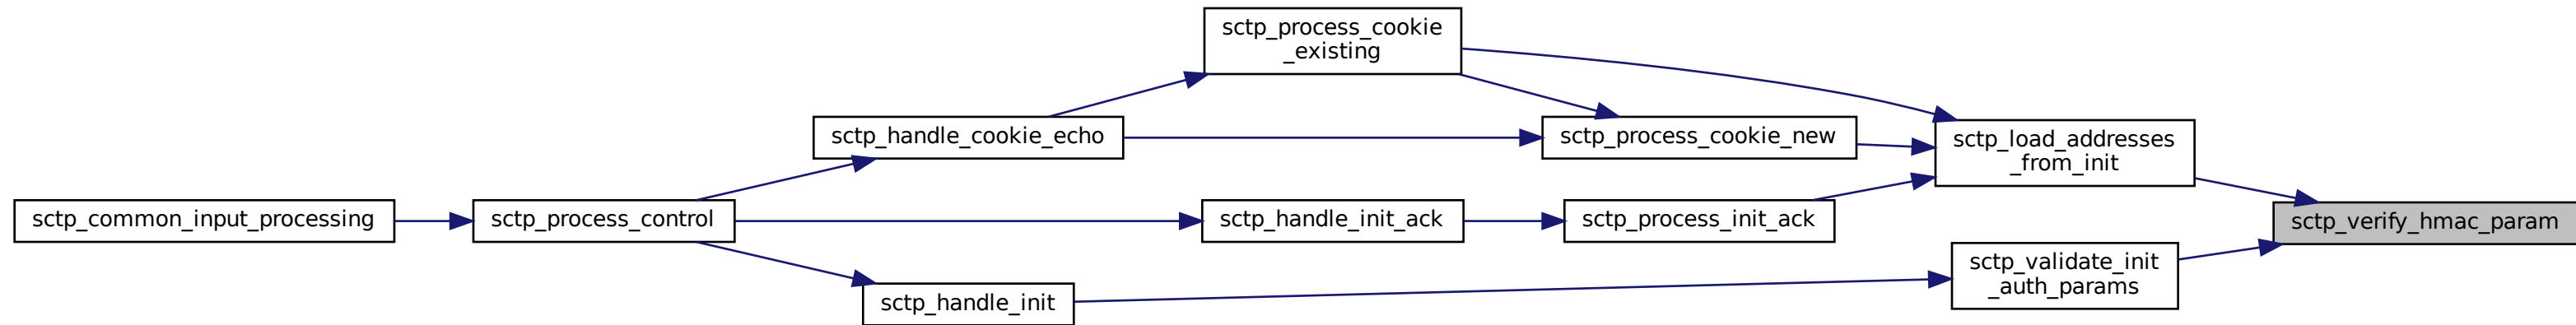 sctp_process_cookie
_existing
sctp_handle_cookie_echo
sctp_process_cookie_new
sctp_load_addresses
_from_init
sctp_common_input_processing
sctp_process_control
sctp_handle_init_ack
sctp_process_init_ack
sctp_verify_hmac_param
sctp_validate_init
_auth_params
sctp_handle_init